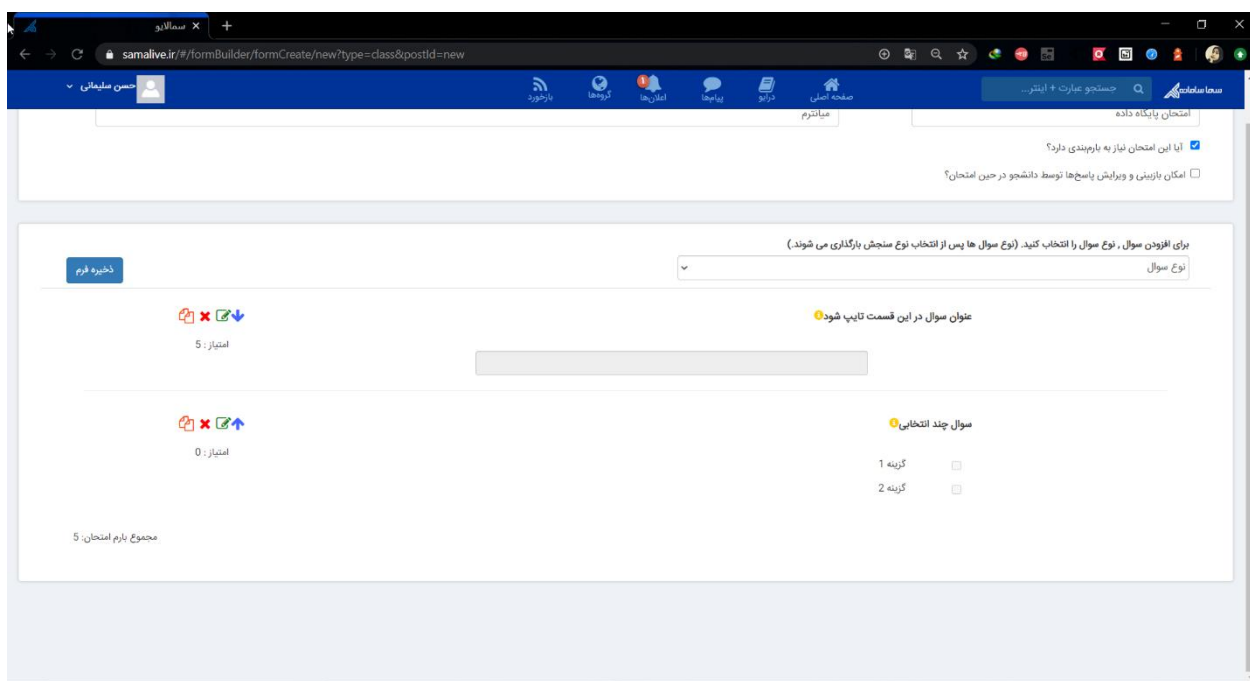 سمالایو
samalive.ir/#/formBuilder/formCreate/new?type=class&postId=new
جستجو عبارت + اینتر...
صفحه اصلی
درایو
پیام‌ها
اعلان‌ها
1
گروه‌ها
بازخورد
حسن سلیمانی
امتحان پایگاه داده
میانترم
آیا این امتحان نیاز به بارم‌بندی دارد؟
امکان بازبینی و ویرایش پاسخ‌ها توسط دانشجو در حین امتحان؟
برای افزودن سوال , نوع سوال را انتخاب کنید. (نوع سوال ها پس از انتخاب نوع سنجش بارگذاری می شوند.)
نوع سوال
ذخیره فرم
عنوان سوال در این قسمت تایپ شود
امتیاز : 5
سوال چند انتخابی
امتیاز : 0
گزینه 1
گزینه 2
مجموع بارم امتحان: 5